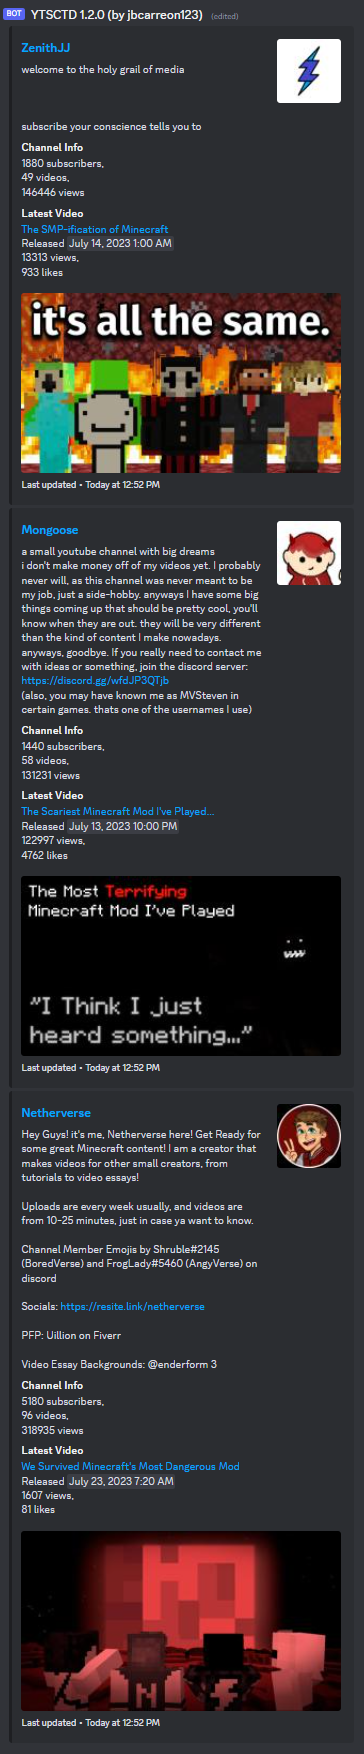 BOT YTSCTD 1.2.0 (by jbcarreon123) (edited)
ZenithJJ
welcome to the holy grail of media
subscribe your conscience tells you to
Channel Info
1880 subscribers,
49 videos,
146446 views
Latest Video
The SMP-ification of Minecraft
Released July 14, 2023 1:00 AM
13313 views,
933 likes
it's all the same.
Last updated • Today at 12:52 PM
Mongoose
a small youtube channel with big dreams
i don't make money off of my videos yet. I probably
never will, as this channel was never meant to be
my job, just a side-hobby. anyways I have some big
things coming up that should be pretty cool, you'll
know when they are out. they will be very different
than the kind of content I make nowadays.
anyways, goodbye. If you really need to contact me
with ideas or something, join the discord server:
https://discord.gg/wfdJP3QTjb
(also, you may have known me as MVSteven in
certain games. thats one of the usernames I use)
Channel Info
1440 subscribers,
58 videos,
131231 views
Latest Video
The Scariest Minecraft Mod I've Played...
Released July 13, 2023 10:00 PM
122997 views,
4762 likes
The Most Terrifying
Minecraft Mod I've Played
"I Think I just
heard something..."
Last updated • Today at 12:52 PM
Netherverse
Hey Guys! it's me, Netherverse here! Get Ready for
some great Minecraft content! I am a creator that
makes videos for other small creators, from
tutorials to video essays!
Uploads are every week usually, and videos are
from 10-25 minutes, just in case ya want to know.
Channel Member Emojis by Shruble#2145
(BoredVerse) and FrogLady#5460 (AngyVerse) on
discord
Socials: https://resite.link/netherverse
PFP: Uillion on Fiverr
Video Essay Backgrounds: @enderform 3
Channel Info
5180 subscribers,
96 videos,
318935 views
Latest Video
We Survived Minecraft's Most Dangerous Mod
Released July 23, 2023 7:20 AM
1607 views,
81 likes
Last updated • Today at 12:52 PM